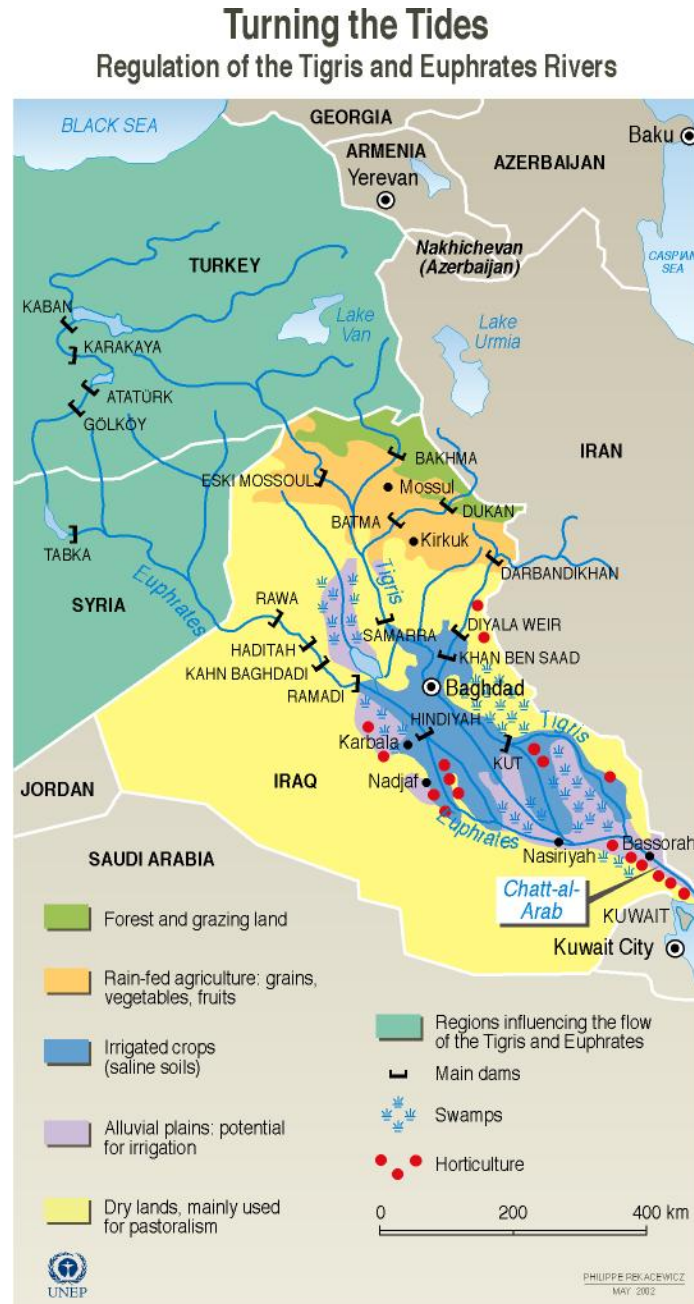 Turning the Tides
Regulation of the Tigris and Euphrates Rivers
BLACK SEA
GEORGIA
Baku
ARMENIA
Yerevan
AZERBAIJAN
Nakhichevan
(Azerbaijan)
CASPIAN
SEA
TURKEY
KABAN
Lake
Van
Lake
Urmia
KARAKAYA
ATATÜRK
GÖLKÖY
BAKHMA
IRAN
ESKI MOSSOUL
Mossul
DUKAN
BATMA
Kirkuk
TABKA
DARBANDIKHAN
Euphrates
Tigris
SYRIA
RAWA
SAMARRA
DIYALA WEIR
HADITAH
KHAN BEN SAAD
KAHN BAGHDADI
RAMADI
Baghdad
HINDIYAH
Tigris
Karbala
KUT
IRAQ
Nadjaf
JORDAN
Euphrates
Nasiriyah
Bassorah
SAUDI ARABIA
Chatt-al-
Arab
KUWAIT
Kuwait City
Forest and grazing land
Rain-fed agriculture: grains,
vegetables, fruits
Irrigated crops
(saline soils)
Alluvial plains: potential
for irrigation
Dry lands, mainly used
for pastoralism
Regions influencing the flow
of the Tigris and Euphrates
Main dams
Swamps
Horticulture
0 200 400 km
UNEP
PHILIPPE REKACEWICZ
MAY 2002